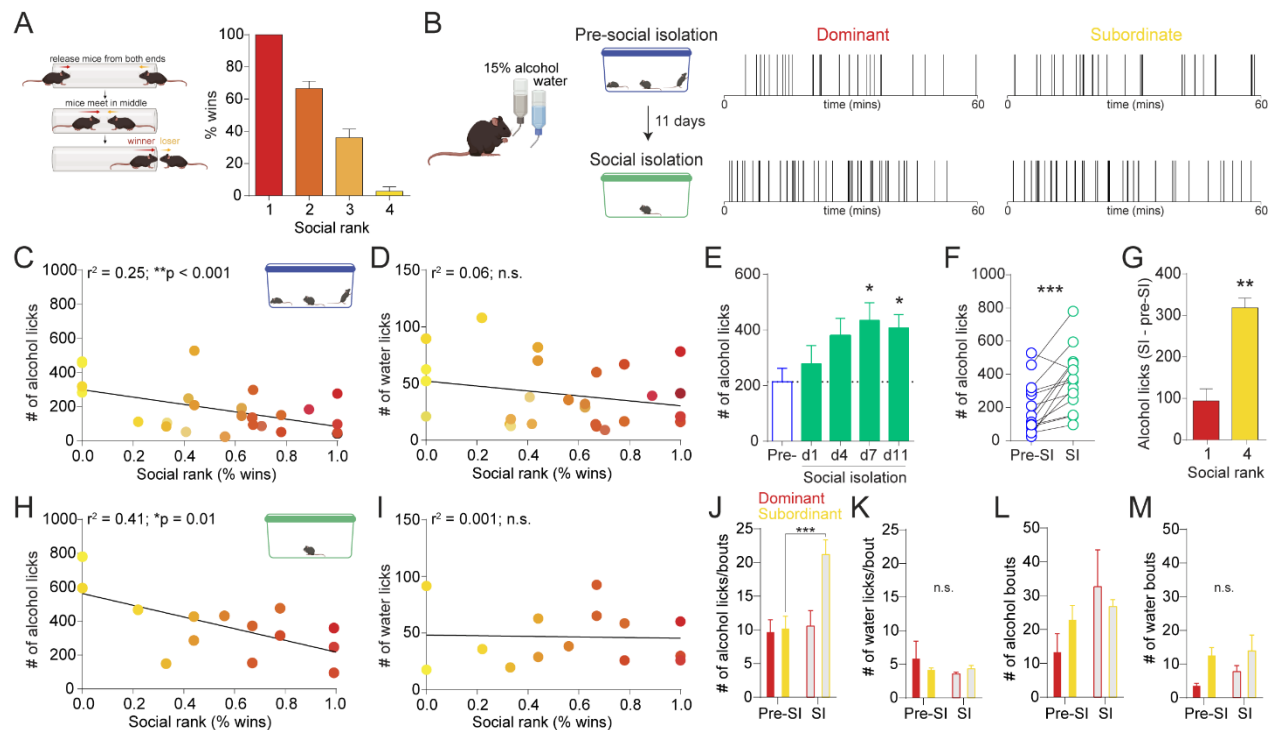 A
release mice from both ends
mice meet in middle
winner loser
% wins
100
80
60
40
20
0
1 2 3 4
Social rank
B
15% alcohol
water
Pre-social isolation
11 days
Social isolation
Dominant
Subordinate
0 time (mins) 60
0 time (mins) 60
0 time (mins) 60
0 time (mins) 60
C
r² = 0.25; **p < 0.001
# of alcohol licks
1000
800
600
400
200
0
0.0 0.2 0.4 0.6 0.8 1.0
Social rank (% wins)
D
r² = 0.06; n.s.
# of water licks
150
100
50
0
0.0 0.2 0.4 0.6 0.8 1.0
Social rank (% wins)
E
# of alcohol licks
600
400
200
0
* *
Pre- d1 d4 d7 d11
Social isolation
F
# of alcohol licks
1000
800
600
400
200
0
***
Pre-SI SI
G
Alcohol licks (SI - pre-SI)
400
300
200
100
0
**
1 4
Social rank
H
r² = 0.41; *p = 0.01
# of alcohol licks
1000
800
600
400
200
0
0.0 0.2 0.4 0.6 0.8 1.0
Social rank (% wins)
I
r² = 0.001; n.s.
# of water licks
150
100
50
0
0.0 0.2 0.4 0.6 0.8 1.0
Social rank (% wins)
Dominant
Subordinant
J
# of alcohol licks/bouts
25
20
15
10
5
0
***
Pre-SI SI
K
# of water licks/bout
25
20
15
10
5
0
n.s.
Pre-SI SI
L
# of alcohol bouts
50
40
30
20
10
0
Pre-SI SI
M
# of water bouts
50
40
30
20
10
0
n.s.
Pre-SI SI